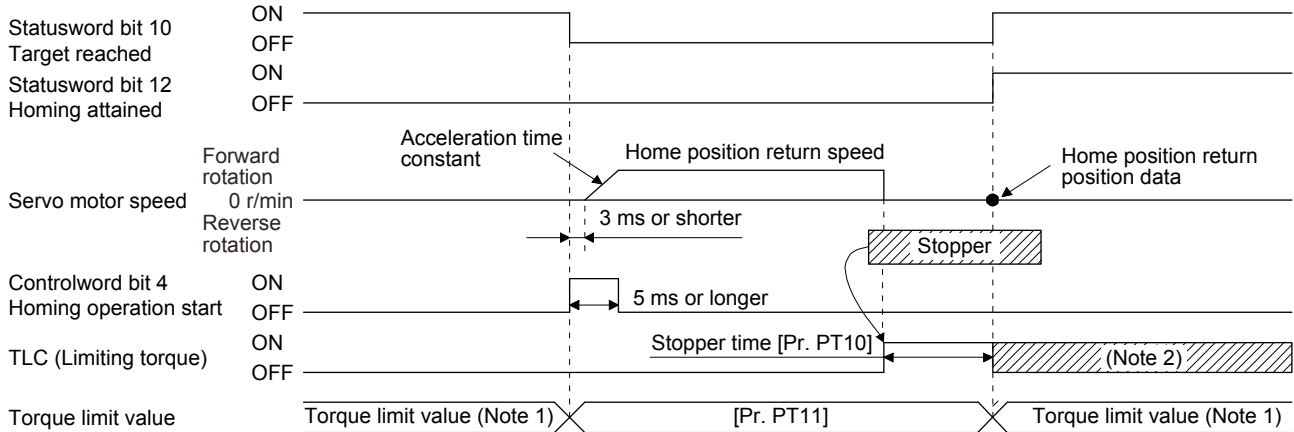 Statusword bit 10
Target reached
ON
OFF
Statusword bit 12
Homing attained
ON
OFF
Servo motor speed
Forward
rotation
0 r/min
Reverse
rotation
Acceleration time
constant
Home position return speed
Home position return
position data
3 ms or shorter
Stopper
Controlword bit 4
Homing operation start
ON
OFF
5 ms or longer
TLC (Limiting torque)
ON
OFF
Stopper time [Pr. PT10]
(Note 2)
Torque limit value
Torque limit value (Note 1)
[Pr. PT11]
Torque limit value (Note 1)